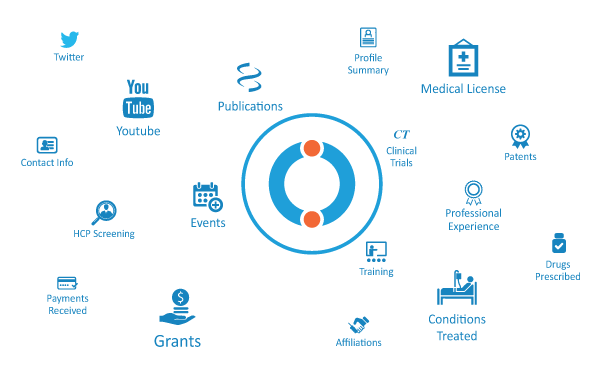 Twitter
Profile
Summary
Medical License
You
Tube
Youtube
Publications
CT
Clinical
Trials
Patents
Contact Info
Professional
Experience
Events
HCP Screening
Training
Drugs
Prescribed
Payments
Received
$
Grants
Affiliations
Conditions
Treated